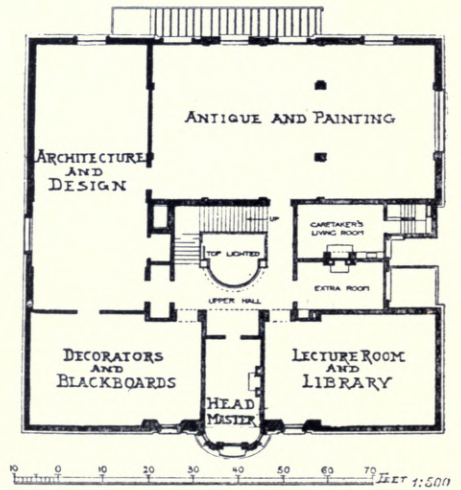 ANTIQUE AND PAINTING
ARCHITECTURE
AND
DESIGN
UP
CARETAKER'S
LIVING ROOM
TOP LIGHTED
EXTRA ROOM
UPPER HALL
DECORATORS
AND
BLACKBOARDS
LECTURE ROOM
AND
LIBRARY
HEAD
MASTER
10 0 10 20 30 40 50 60 70 FEET 1:500